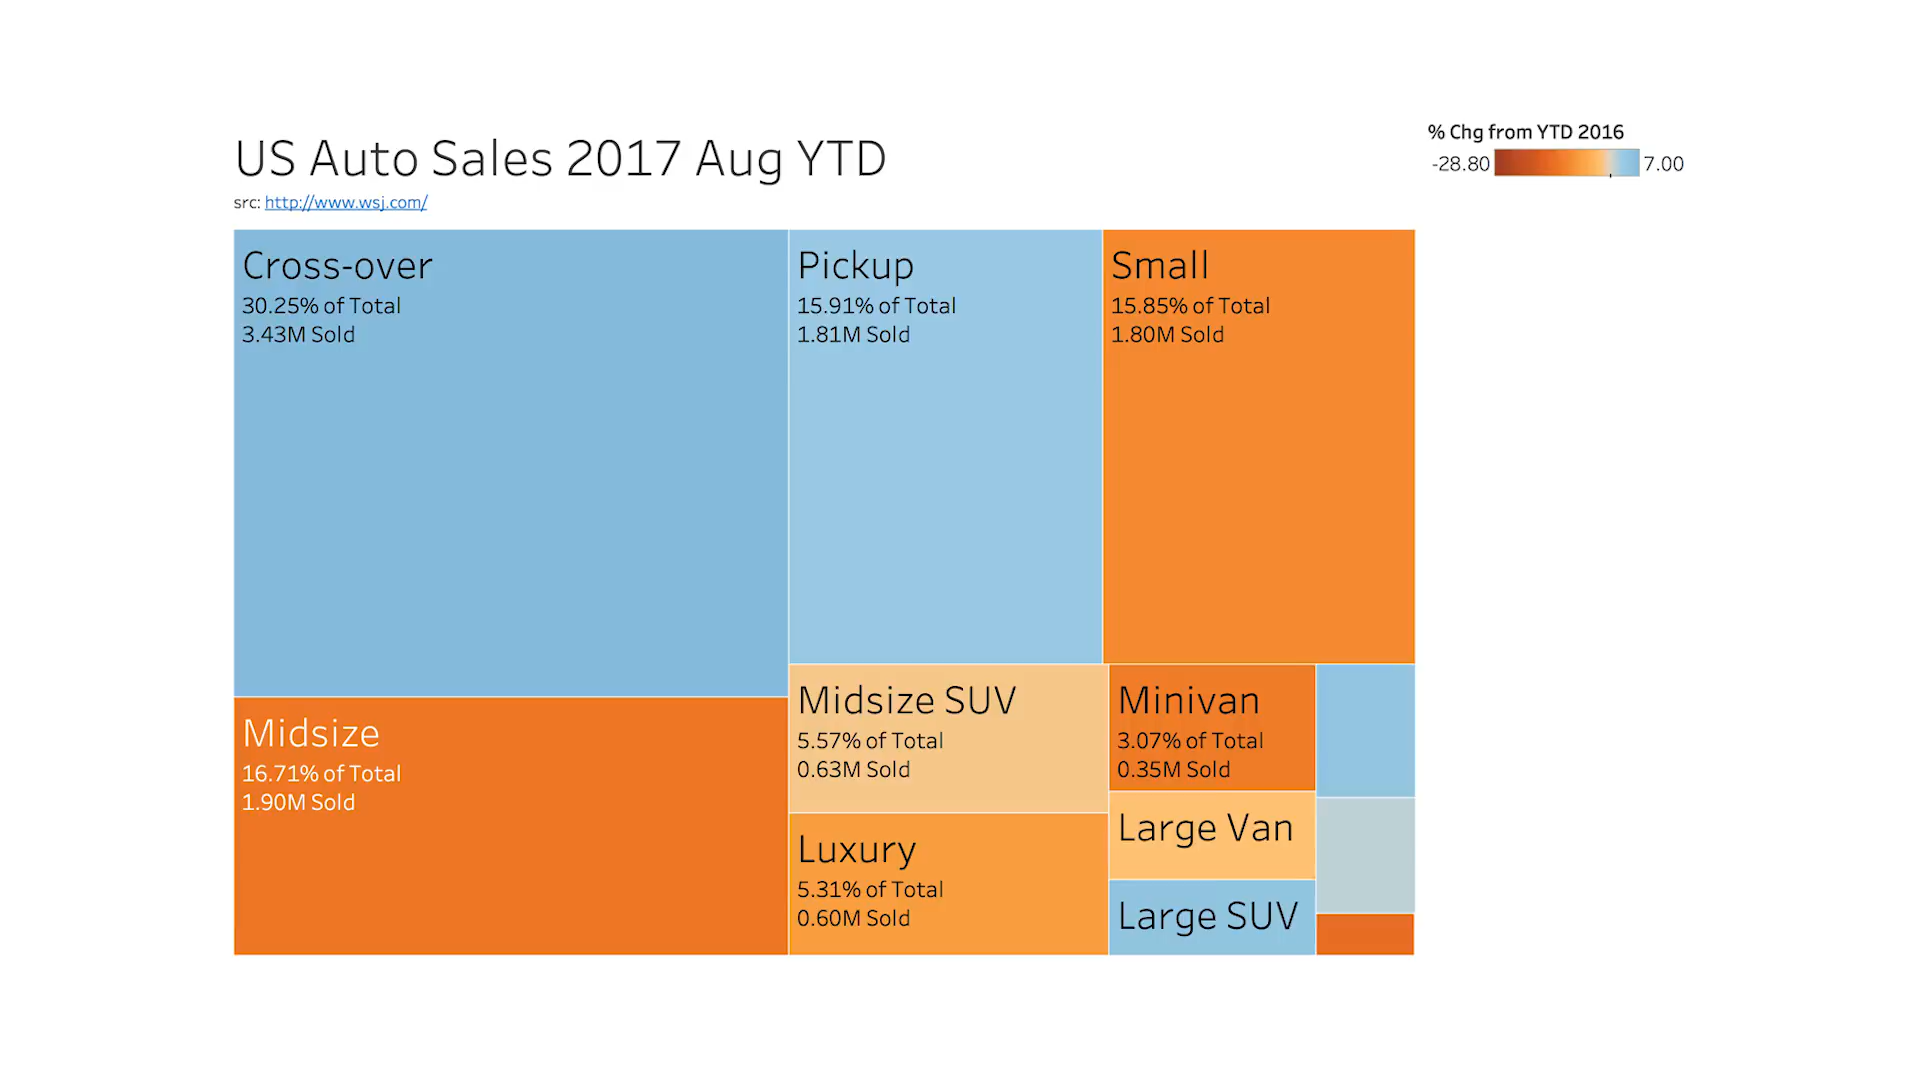 US Auto Sales 2017 Aug YTD
src: http://www.wsj.com/
% Chg from YTD 2016
-28.80 7.00
Cross-over
30.25% of Total
3.43M Sold
Pickup
15.91% of Total
1.81M Sold
Small
15.85% of Total
1.80M Sold
Midsize
16.71% of Total
1.90M Sold
Midsize SUV
5.57% of Total
0.63M Sold
Minivan
3.07% of Total
0.35M Sold
Luxury
5.31% of Total
0.60M Sold
Large Van
Large SUV